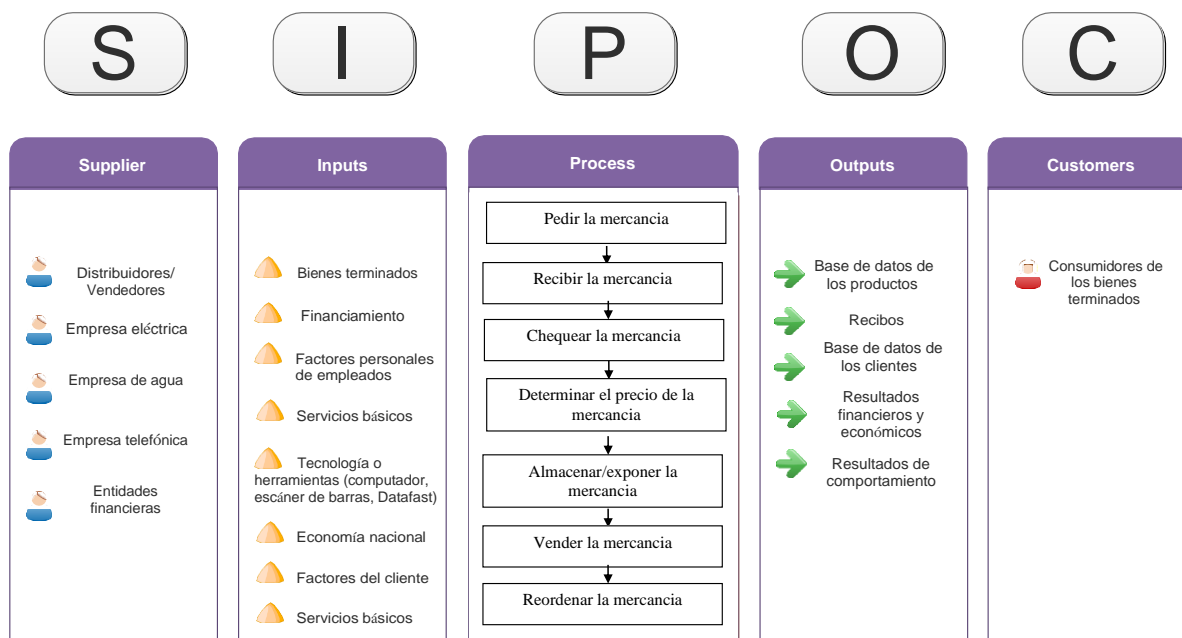 S
I
P
O
C
Supplier
Distribuidores/
Vendedores
Empresa eléctrica
Empresa de agua
Empresa telefónica
Entidades
financieras
Inputs
Bienes terminados
Financiamiento
Factores personales
de empleados
Servicios básicos
Tecnología o
herramientas (computador,
escáner de barras, Datafast)
Economía nacional
Factores del cliente
Servicios básicos
Process
Pedir la mercancia
Recibir la mercancia
Chequear la mercancia
Determinar el precio de la
mercancia
Almacenar/exponer la
mercancia
Vender la mercancia
Reordenar la mercancia
Outputs
Base de datos de
los productos
Recibos
Base de datos de
los clientes
Resultados
financieros y
económicos
Resultados de
comportamiento
Customers
Consumidores de
los bienes
terminados